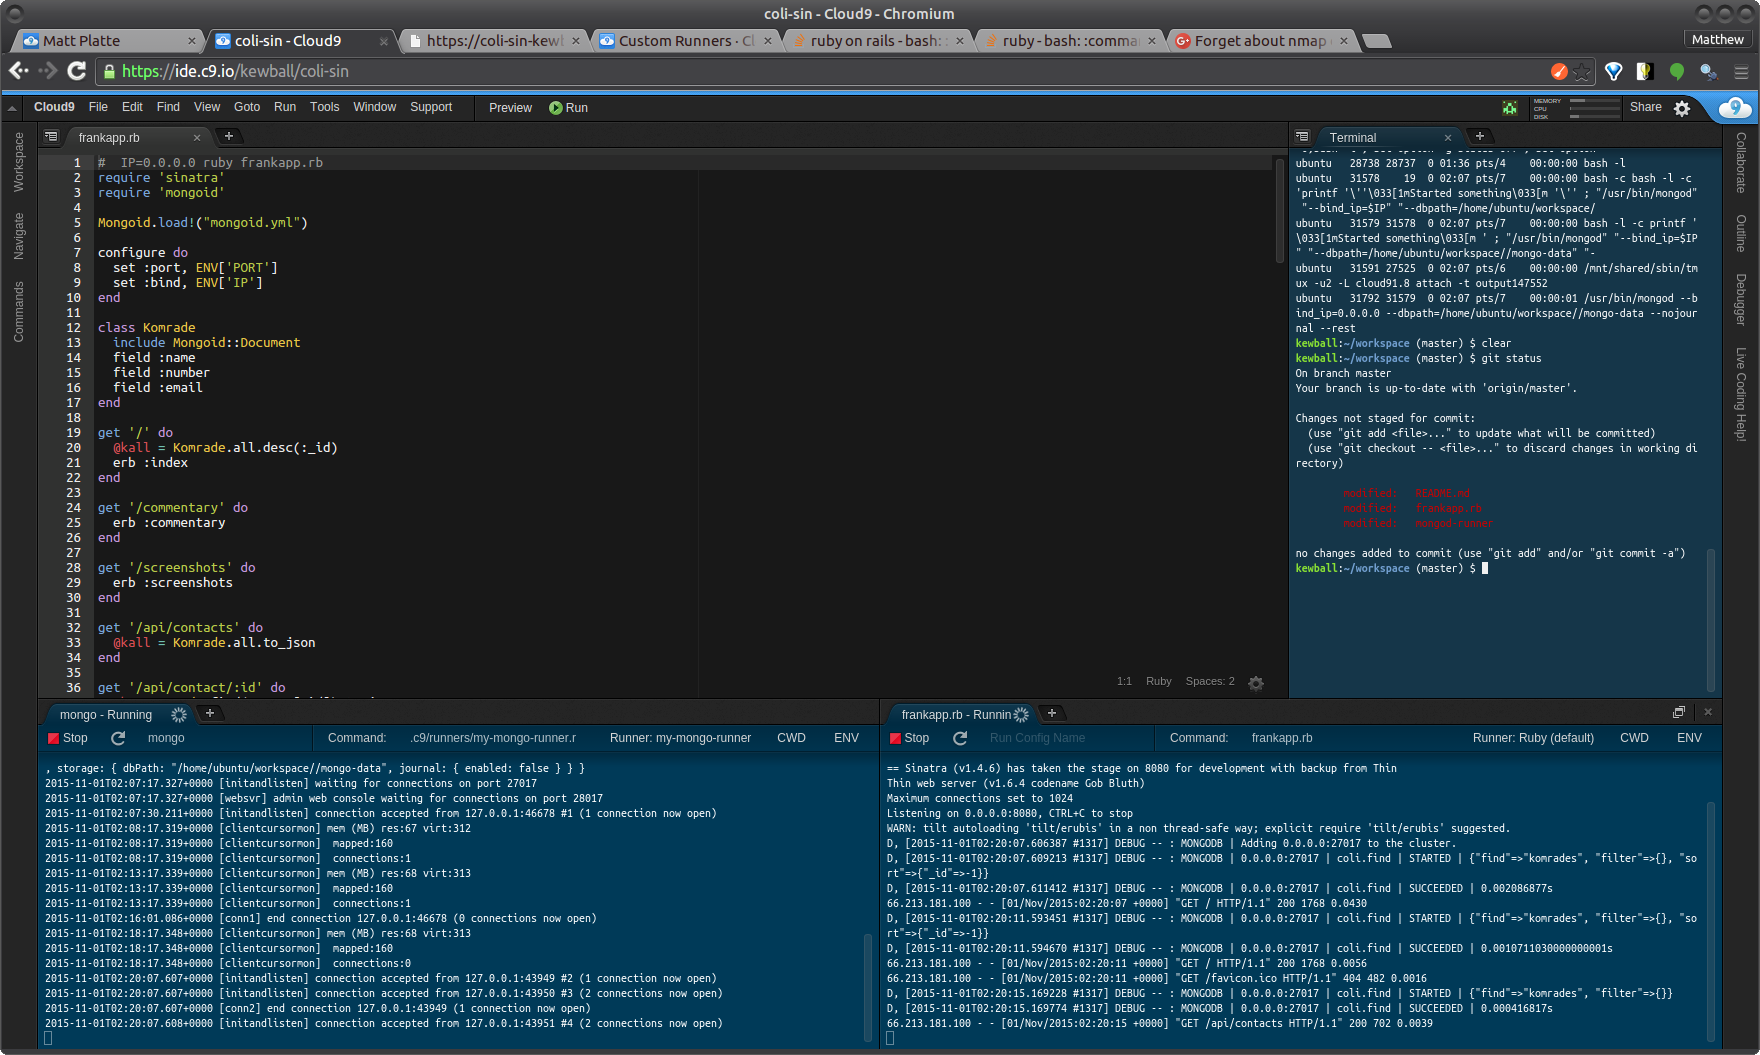 coli-sin - Cloud9 - Chromium
Matt Platte
coli-sin - Cloud9
https://coli-sin-kewb
Custom Runners · Cl
ruby on rails - bash: :
ruby - bash: :comma
Forget about nmap
Matthew
https://ide.c9.io/kewball/coli-sin
Cloud9 File Edit Find View Goto Run Tools Window Support Preview Run
MEMORY
CPU
DISK
Share
Workspace
Navigate
Commands
frankapp.rb
1 # IP=0.0.0.0 ruby frankapp.rb
2 require 'sinatra'
3 require 'mongoid'
4
5 Mongoid.load!("mongoid.yml")
6
7 configure do
8 set :port, ENV['PORT']
9 set :bind, ENV['IP']
10 end
11
12 class Komrade
13 include Mongoid::Document
14 field :name
15 field :number
16 field :email
17 end
18
19 get '/' do
20 @kall = Komrade.all.desc(:_id)
21 erb :index
22 end
23
24 get '/commentary' do
25 erb :commentary
26 end
27
28 get '/screenshots' do
29 erb :screenshots
30 end
31
32 get '/api/contacts' do
33 @kall = Komrade.all.to_json
34 end
35
36 get '/api/contact/:id' do
1:1 Ruby Spaces: 2
Terminal
ubuntu 28738 28737 0 01:36 pts/4 00:00:00 bash -l
ubuntu 31578 19 0 02:07 pts/7 00:00:00 bash -c bash -l -c
'printf '\''\033[1mStarted something\033[m '\'' ; "/usr/bin/mongod"
"--bind_ip=$IP" "--dbpath=/home/ubuntu/workspace/
ubuntu 31579 31578 0 02:07 pts/7 00:00:00 bash -l -c printf '
\033[1mStarted something\033[m ' ; "/usr/bin/mongod" "--bind_ip=$IP
" "--dbpath=/home/ubuntu/workspace//mongo-data" "-
ubuntu 31591 27525 0 02:07 pts/6 00:00:00 /mnt/shared/sbin/tm
ux -u2 -L cloud91.8 attach -t output147552
ubuntu 31792 31579 0 02:07 pts/7 00:00:01 /usr/bin/mongod --b
ind_ip=0.0.0.0 --dbpath=/home/ubuntu/workspace//mongo-data --nojour
nal --rest
kewball:~/workspace (master) $ clear
kewball:~/workspace (master) $ git status
On branch master
Your branch is up-to-date with 'origin/master'.
Changes not staged for commit:
(use "git add <file>..." to update what will be committed)
(use "git checkout -- <file>..." to discard changes in working di
rectory)
modified: README.md
modified: frankapp.rb
modified: mongod-runner
no changes added to commit (use "git add" and/or "git commit -a")
kewball:~/workspace (master) $
Collaborate
Outline
Debugger
Live Coding Help!
mongo - Running
Stop mongo Command: .c9/runners/my-mongo-runner.r Runner: my-mongo-runner CWD ENV
, storage: { dbPath: "/home/ubuntu/workspace//mongo-data", journal: { enabled: false } } }
2015-11-01T02:07:17.327+0000 [initandlisten] waiting for connections on port 27017
2015-11-01T02:07:17.327+0000 [websvr] admin web console waiting for connections on port 28017
2015-11-01T02:07:30.211+0000 [initandlisten] connection accepted from 127.0.0.1:46678 #1 (1 connection now open)
2015-11-01T02:08:17.319+0000 [clientcursormon] mem (MB) res:67 virt:312
2015-11-01T02:08:17.319+0000 [clientcursormon] mapped:160
2015-11-01T02:08:17.319+0000 [clientcursormon] connections:1
2015-11-01T02:13:17.339+0000 [clientcursormon] mem (MB) res:68 virt:313
2015-11-01T02:13:17.339+0000 [clientcursormon] mapped:160
2015-11-01T02:13:17.339+0000 [clientcursormon] connections:1
2015-11-01T02:16:01.086+0000 [conn1] end connection 127.0.0.1:46678 (0 connections now open)
2015-11-01T02:18:17.348+0000 [clientcursormon] mem (MB) res:68 virt:313
2015-11-01T02:18:17.348+0000 [clientcursormon] mapped:160
2015-11-01T02:18:17.348+0000 [clientcursormon] connections:0
2015-11-01T02:20:07.607+0000 [initandlisten] connection accepted from 127.0.0.1:43949 #2 (1 connection now open)
2015-11-01T02:20:07.607+0000 [initandlisten] connection accepted from 127.0.0.1:43950 #3 (2 connections now open)
2015-11-01T02:20:07.607+0000 [conn2] end connection 127.0.0.1:43949 (1 connection now open)
2015-11-01T02:20:07.608+0000 [initandlisten] connection accepted from 127.0.0.1:43951 #4 (2 connections now open)
frankapp.rb - Runnin
Stop Run Config Name Command: frankapp.rb Runner: Ruby (default) CWD ENV
== Sinatra (v1.4.6) has taken the stage on 8080 for development with backup from Thin
Thin web server (v1.6.4 codename Gob Bluth)
Maximum connections set to 1024
Listening on 0.0.0.0:8080, CTRL+C to stop
WARN: tilt autoloading 'tilt/erubis' in a non thread-safe way; explicit require 'tilt/erubis' suggested.
D, [2015-11-01T02:20:07.606387 #1317] DEBUG -- : MONGODB | Adding 0.0.0.0:27017 to the cluster.
D, [2015-11-01T02:20:07.609213 #1317] DEBUG -- : MONGODB | 0.0.0.0:27017 | coli.find | STARTED | {"find"=>"komrades", "filter"=>{}, "so
rt"=>{"_id"=>-1}}
D, [2015-11-01T02:20:07.611412 #1317] DEBUG -- : MONGODB | 0.0.0.0:27017 | coli.find | SUCCEEDED | 0.002086877s
66.213.181.100 - - [01/Nov/2015:02:20:07 +0000] "GET / HTTP/1.1" 200 1768 0.0430
D, [2015-11-01T02:20:11.593451 #1317] DEBUG -- : MONGODB | 0.0.0.0:27017 | coli.find | STARTED | {"find"=>"komrades", "filter"=>{}, "so
rt"=>{"_id"=>-1}}
D, [2015-11-01T02:20:11.594670 #1317] DEBUG -- : MONGODB | 0.0.0.0:27017 | coli.find | SUCCEEDED | 0.0010711030000000001s
66.213.181.100 - - [01/Nov/2015:02:20:11 +0000] "GET / HTTP/1.1" 200 1768 0.0056
66.213.181.100 - - [01/Nov/2015:02:20:11 +0000] "GET /favicon.ico HTTP/1.1" 404 482 0.0016
D, [2015-11-01T02:20:15.169228 #1317] DEBUG -- : MONGODB | 0.0.0.0:27017 | coli.find | STARTED | {"find"=>"komrades", "filter"=>{}}
D, [2015-11-01T02:20:15.169774 #1317] DEBUG -- : MONGODB | 0.0.0.0:27017 | coli.find | SUCCEEDED | 0.000416817s
66.213.181.100 - - [01/Nov/2015:02:20:15 +0000] "GET /api/contacts HTTP/1.1" 200 702 0.0039